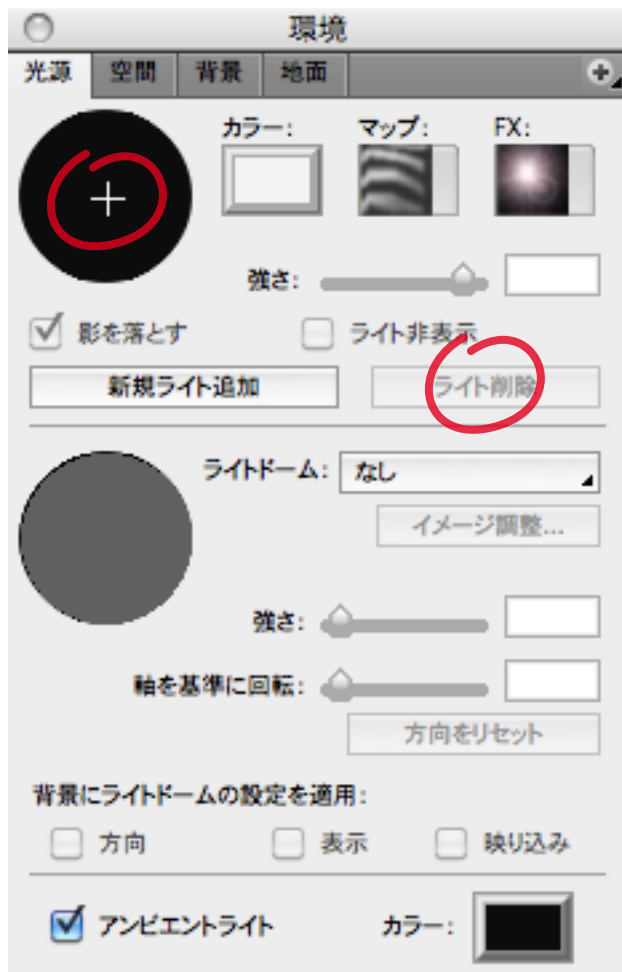 環境
光源 空間 背景 地面
カラー: マップ: FX:
強さ:
影を落とす ライト非表示
新規ライト追加 ライト削除
ライトドーム: なし
イメージ調整...
強さ:
軸を基準に回転:
方向をリセット
背景にライトドームの設定を適用:
方向 表示 映り込み
アンビエントライト カラー: